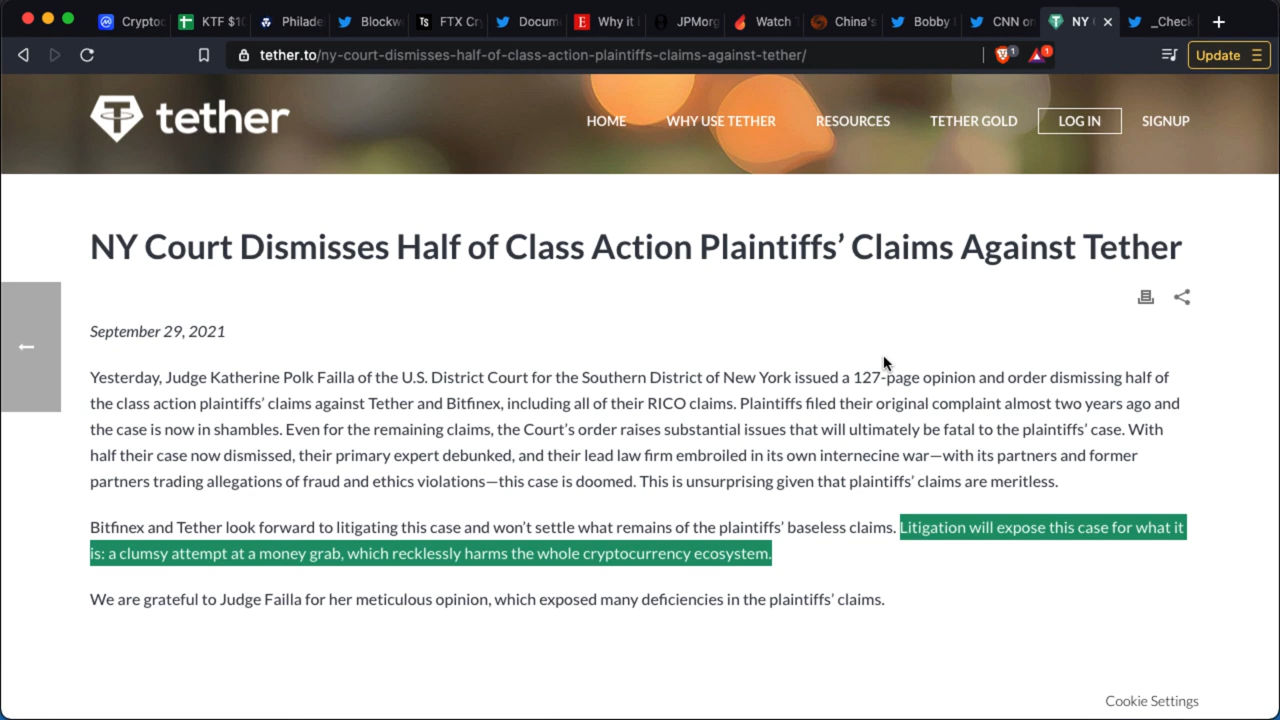 Cryptoc
KTF $10
Philade
Blockw
FTX Cr
Docum
Why it i
JPMorg
Watch
China's
Bobby
CNN on
NY
_Check
tether.to/ny-court-dismisses-half-of-class-action-plaintiffs-claims-against-tether/
1
1
Update
tether
HOME
WHY USE TETHER
RESOURCES
TETHER GOLD
LOG IN
SIGNUP
NY Court Dismisses Half of Class Action Plaintiffs’ Claims Against Tether
September 29, 2021
Yesterday, Judge Katherine Polk Failla of the U.S. District Court for the Southern District of New York issued a 127-page opinion and order dismissing half of
the class action plaintiffs’ claims against Tether and Bitfinex, including all of their RICO claims. Plaintiffs filed their original complaint almost two years ago and
the case is now in shambles. Even for the remaining claims, the Court’s order raises substantial issues that will ultimately be fatal to the plaintiffs’ case. With
half their case now dismissed, their primary expert debunked, and their lead law firm embroiled in its own internecine war—with its partners and former
partners trading allegations of fraud and ethics violations—this case is doomed. This is unsurprising given that plaintiffs’ claims are meritless.
Bitfinex and Tether look forward to litigating this case and won’t settle what remains of the plaintiffs’ baseless claims. Litigation will expose this case for what it
is: a clumsy attempt at a money grab, which recklessly harms the whole cryptocurrency ecosystem.
We are grateful to Judge Failla for her meticulous opinion, which exposed many deficiencies in the plaintiffs’ claims.
Cookie Settings